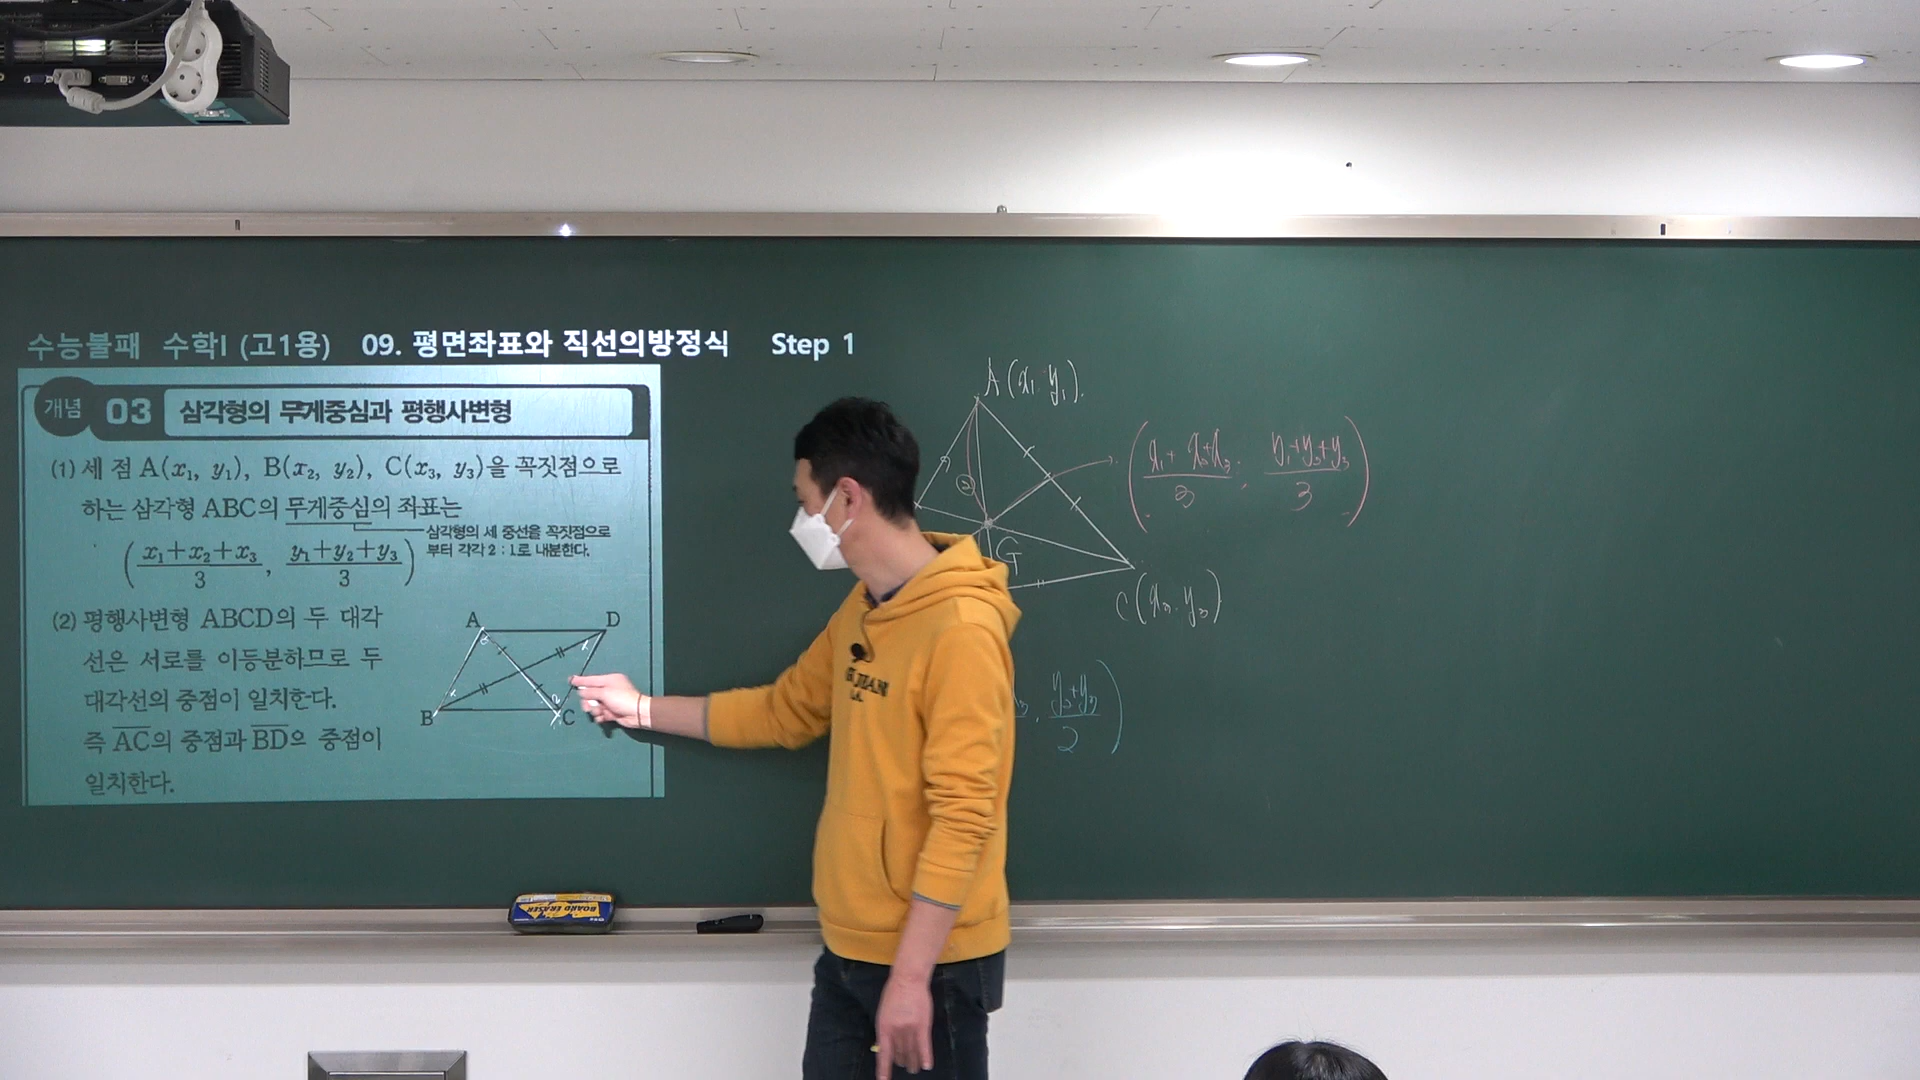 수능불패 수학I (고1용) 09. 평면좌표와 직선의방정식 Step 1
개념 03 삼각형의 무게중심과 평행사변형
(1) 세 점 A(x₁, y₁), B(x₂, y₂), C(x₃, y₃)을 꼭짓점으로
하는 삼각형 ABC의 무게중심의 좌표는
삼각형의 세 중선을 꼭짓점으로
부터 각각 2 : 1로 내분한다.
(x₁+x₂+x₃/3, y₁+y₂+y₃/3)
(2) 평행사변형 ABCD의 두 대각
선은 서로를 이등분하므로 두
대각선의 중점이 일치한다.
즉 A͞C͞의 중점과 B͞D͞의 중점이
일치한다.
A D
B C
A(x₁, y₁).
②
G
(x₁+x₂+x₃/3, y₁+y₂+y₃/3)
C(x₃, y₃)
y₂+y₃/2)
BOARD ERASER